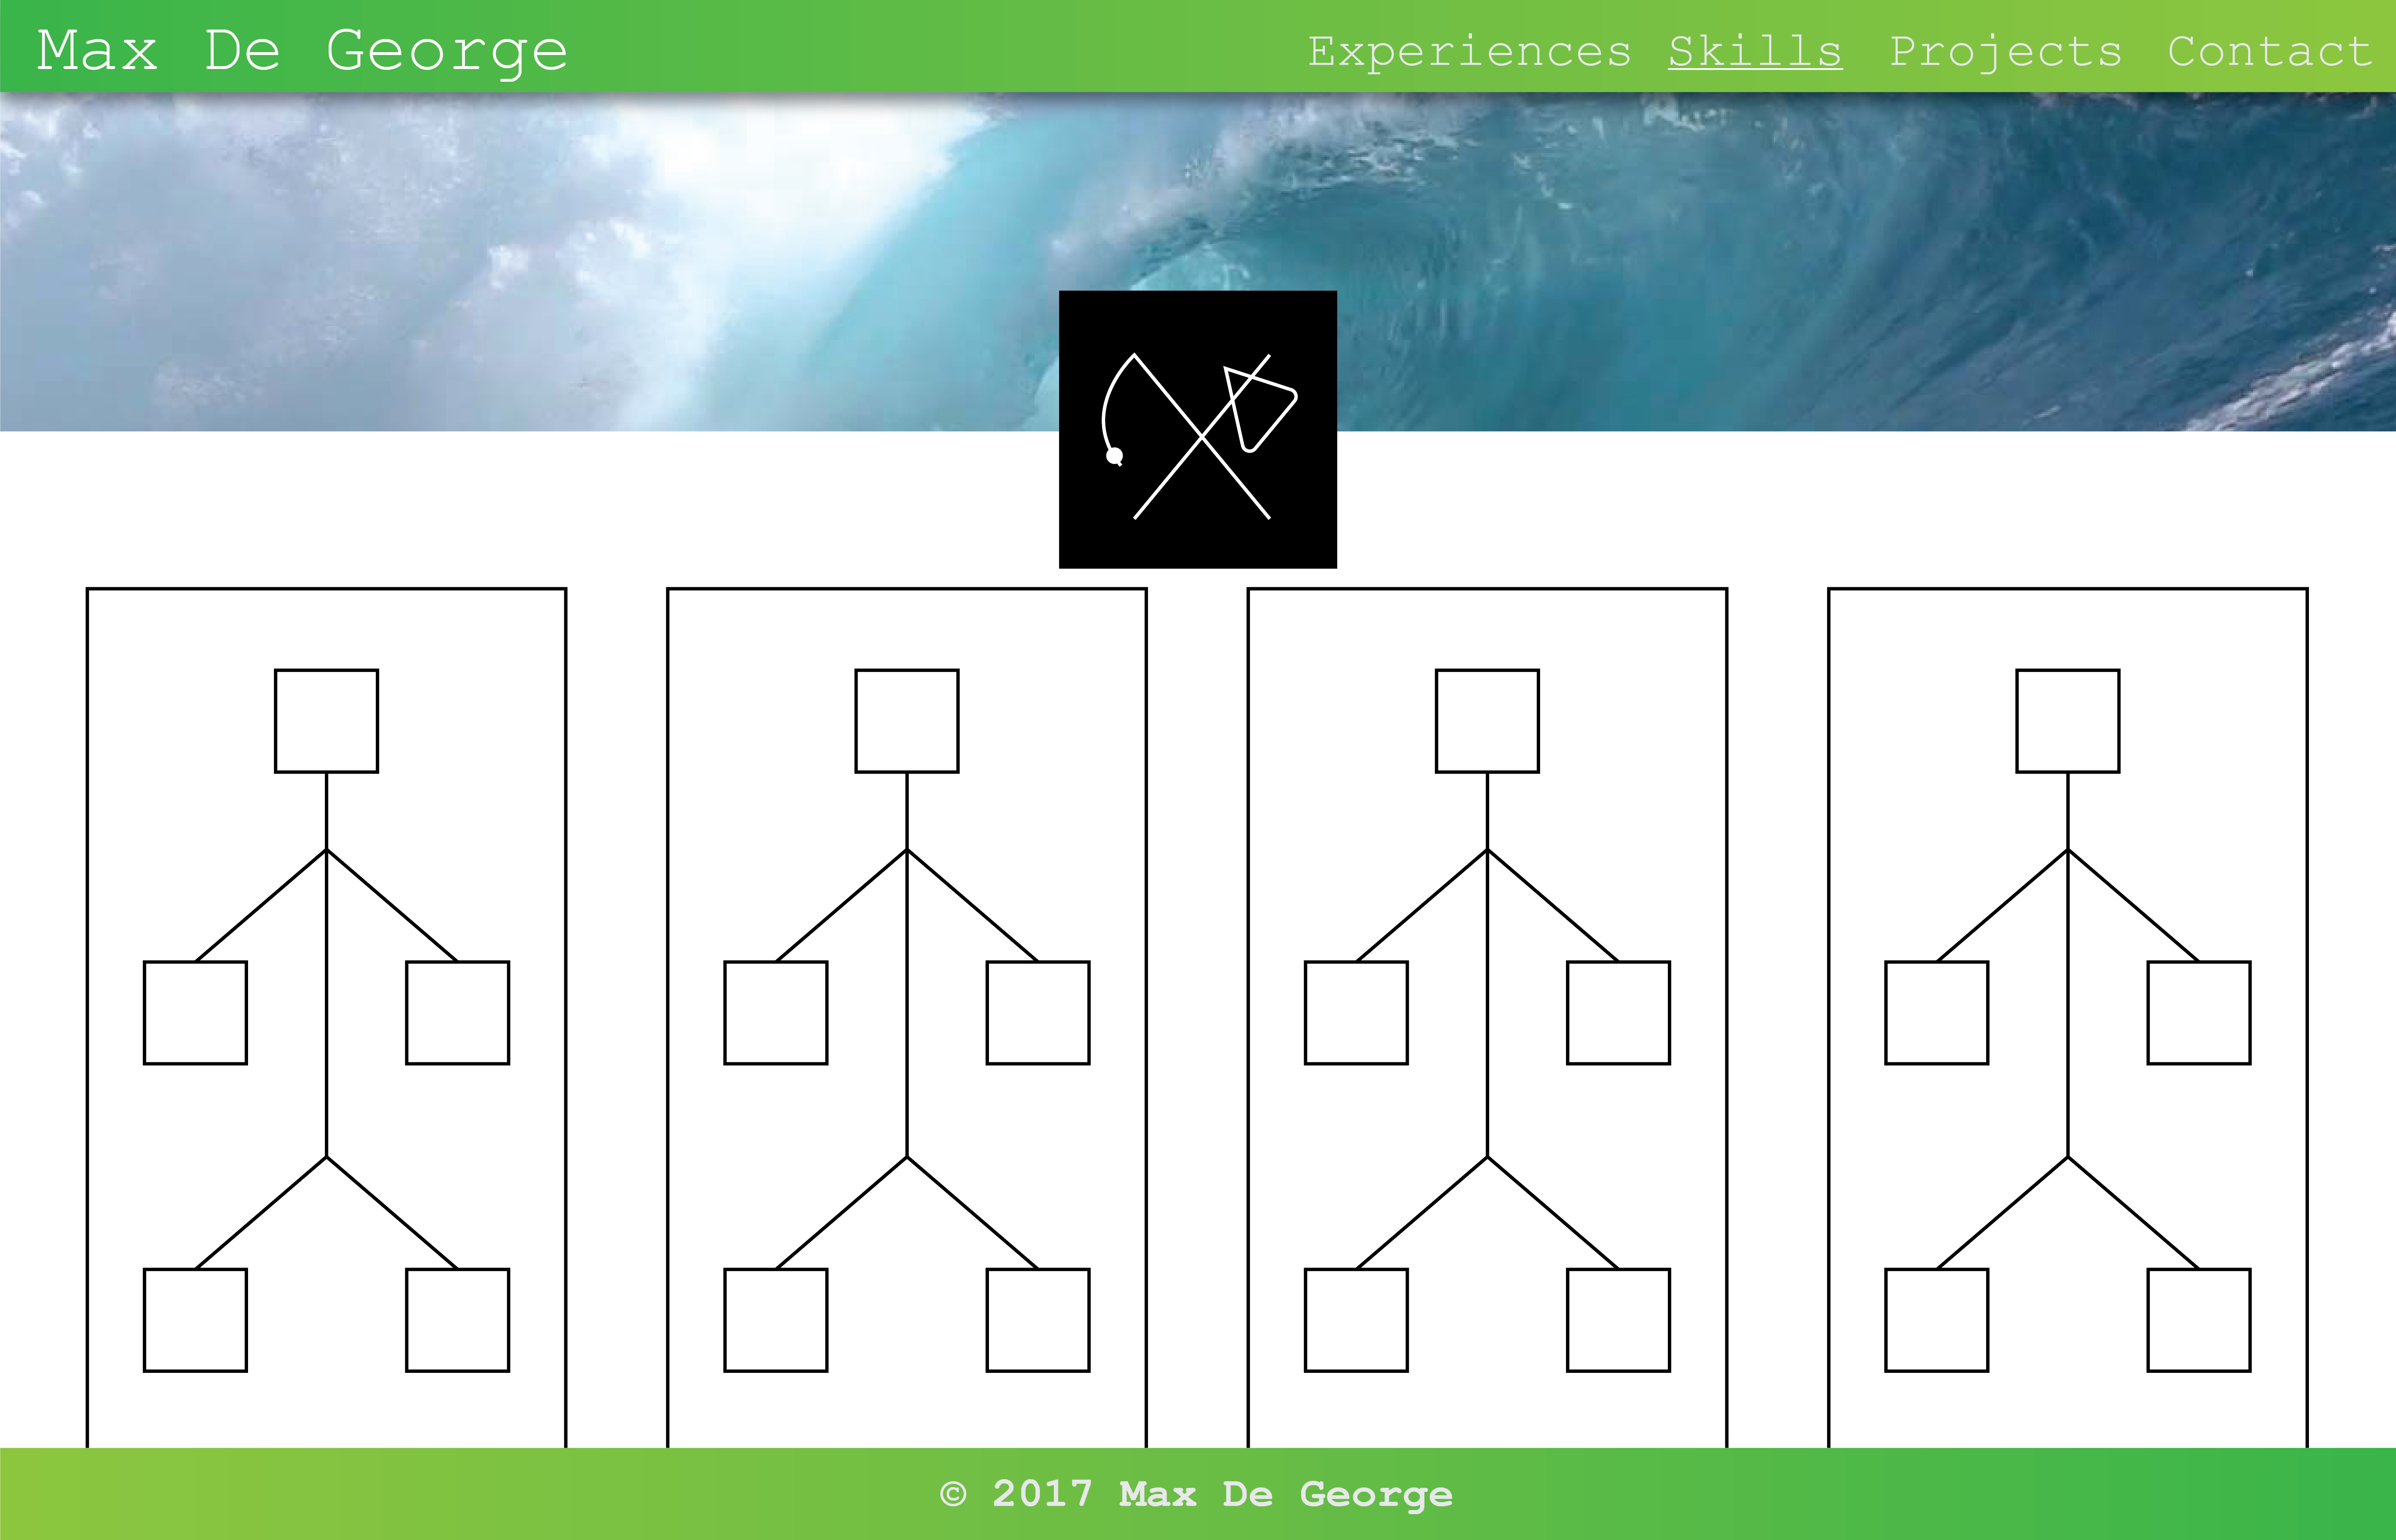 Max De George
Experiences Skills Projects Contact
© 2017 Max De George